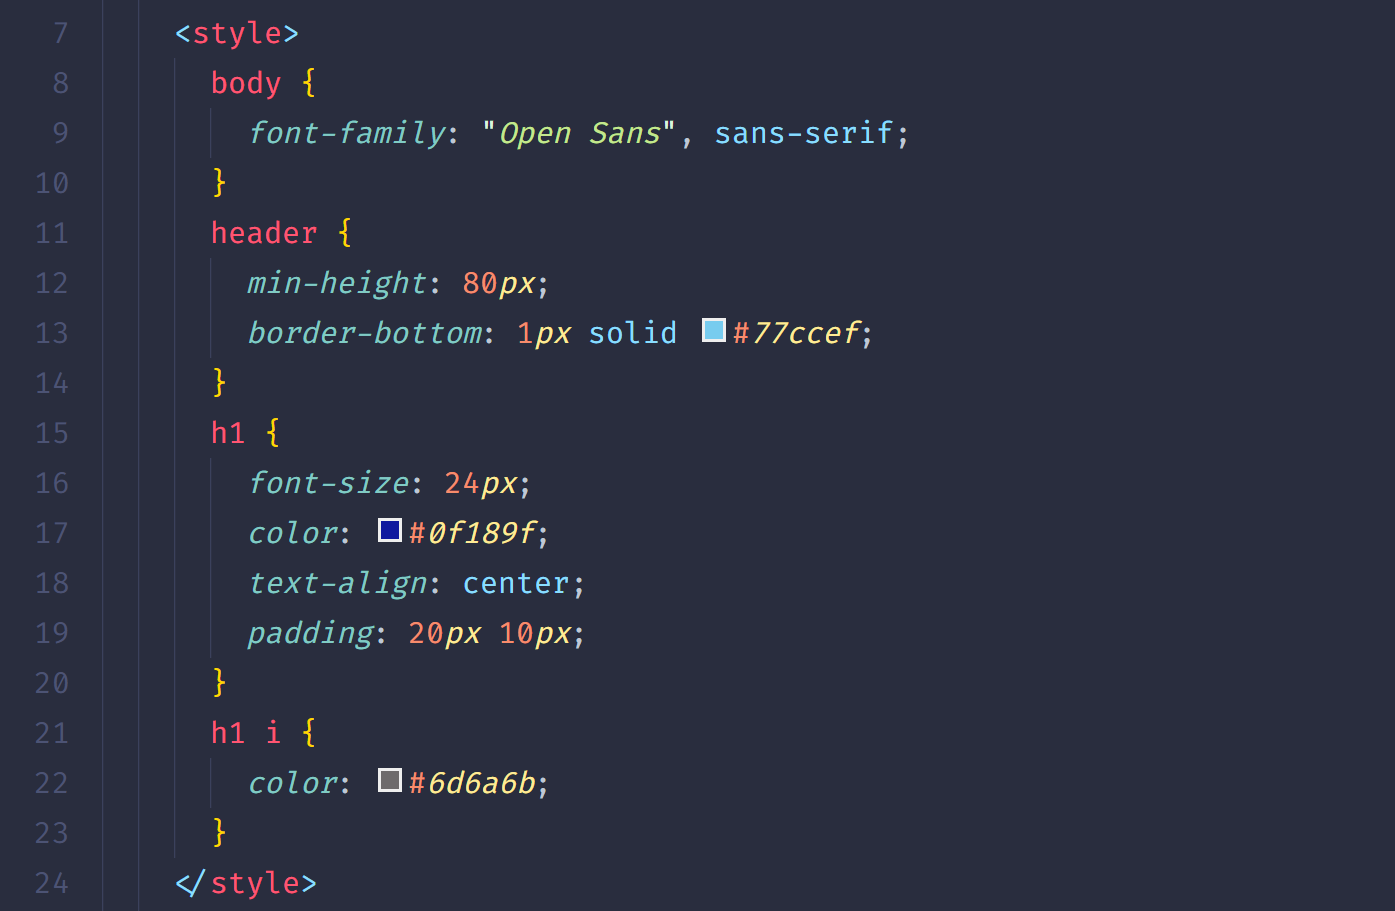 7 <style>
8 body {
9 font-family: "Open Sans", sans-serif;
10 }
11 header {
12 min-height: 80px;
13 border-bottom: 1px solid #77ccef;
14 }
15 h1 {
16 font-size: 24px;
17 color: #0f189f;
18 text-align: center;
19 padding: 20px 10px;
20 }
21 h1 i {
22 color: #6d6a6b;
23 }
24 </style>